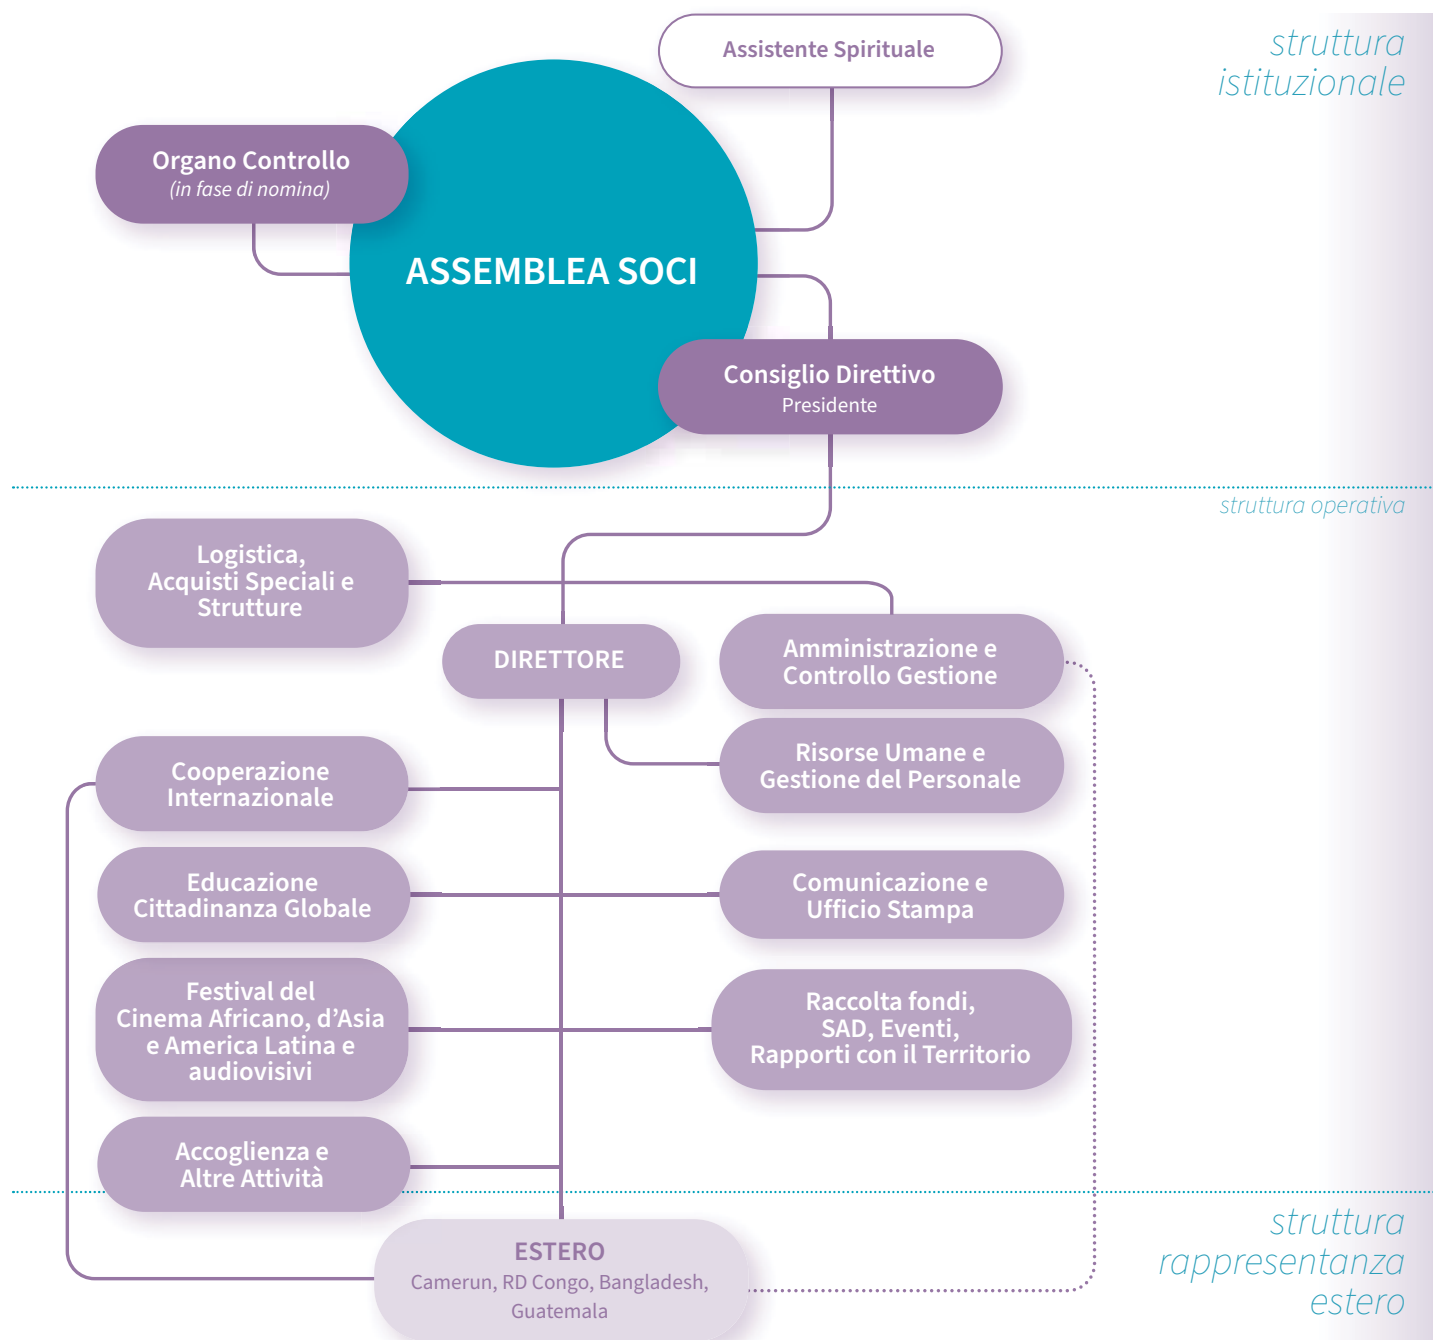 Assistente Spirituale
struttura
istituzionale
Organo Controllo
(in fase di nomina)
ASSEMBLEA SOCI
Consiglio Direttivo
Presidente
struttura operativa
Logistica,
Acquisti Speciali e
Strutture
DIRETTORE
Amministrazione e
Controllo Gestione
Risorse Umane e
Gestione del Personale
Cooperazione
Internazionale
Educazione
Cittadinanza Globale
Comunicazione e
Ufficio Stampa
Festival del
Cinema Africano, d’Asia
e America Latina e
audiovisivi
Raccolta fondi,
SAD, Eventi,
Rapporti con il Territorio
Accoglienza e
Altre Attività
ESTERO
Camerun, RD Congo, Bangladesh,
Guatemala
struttura
rappresentanza
estero